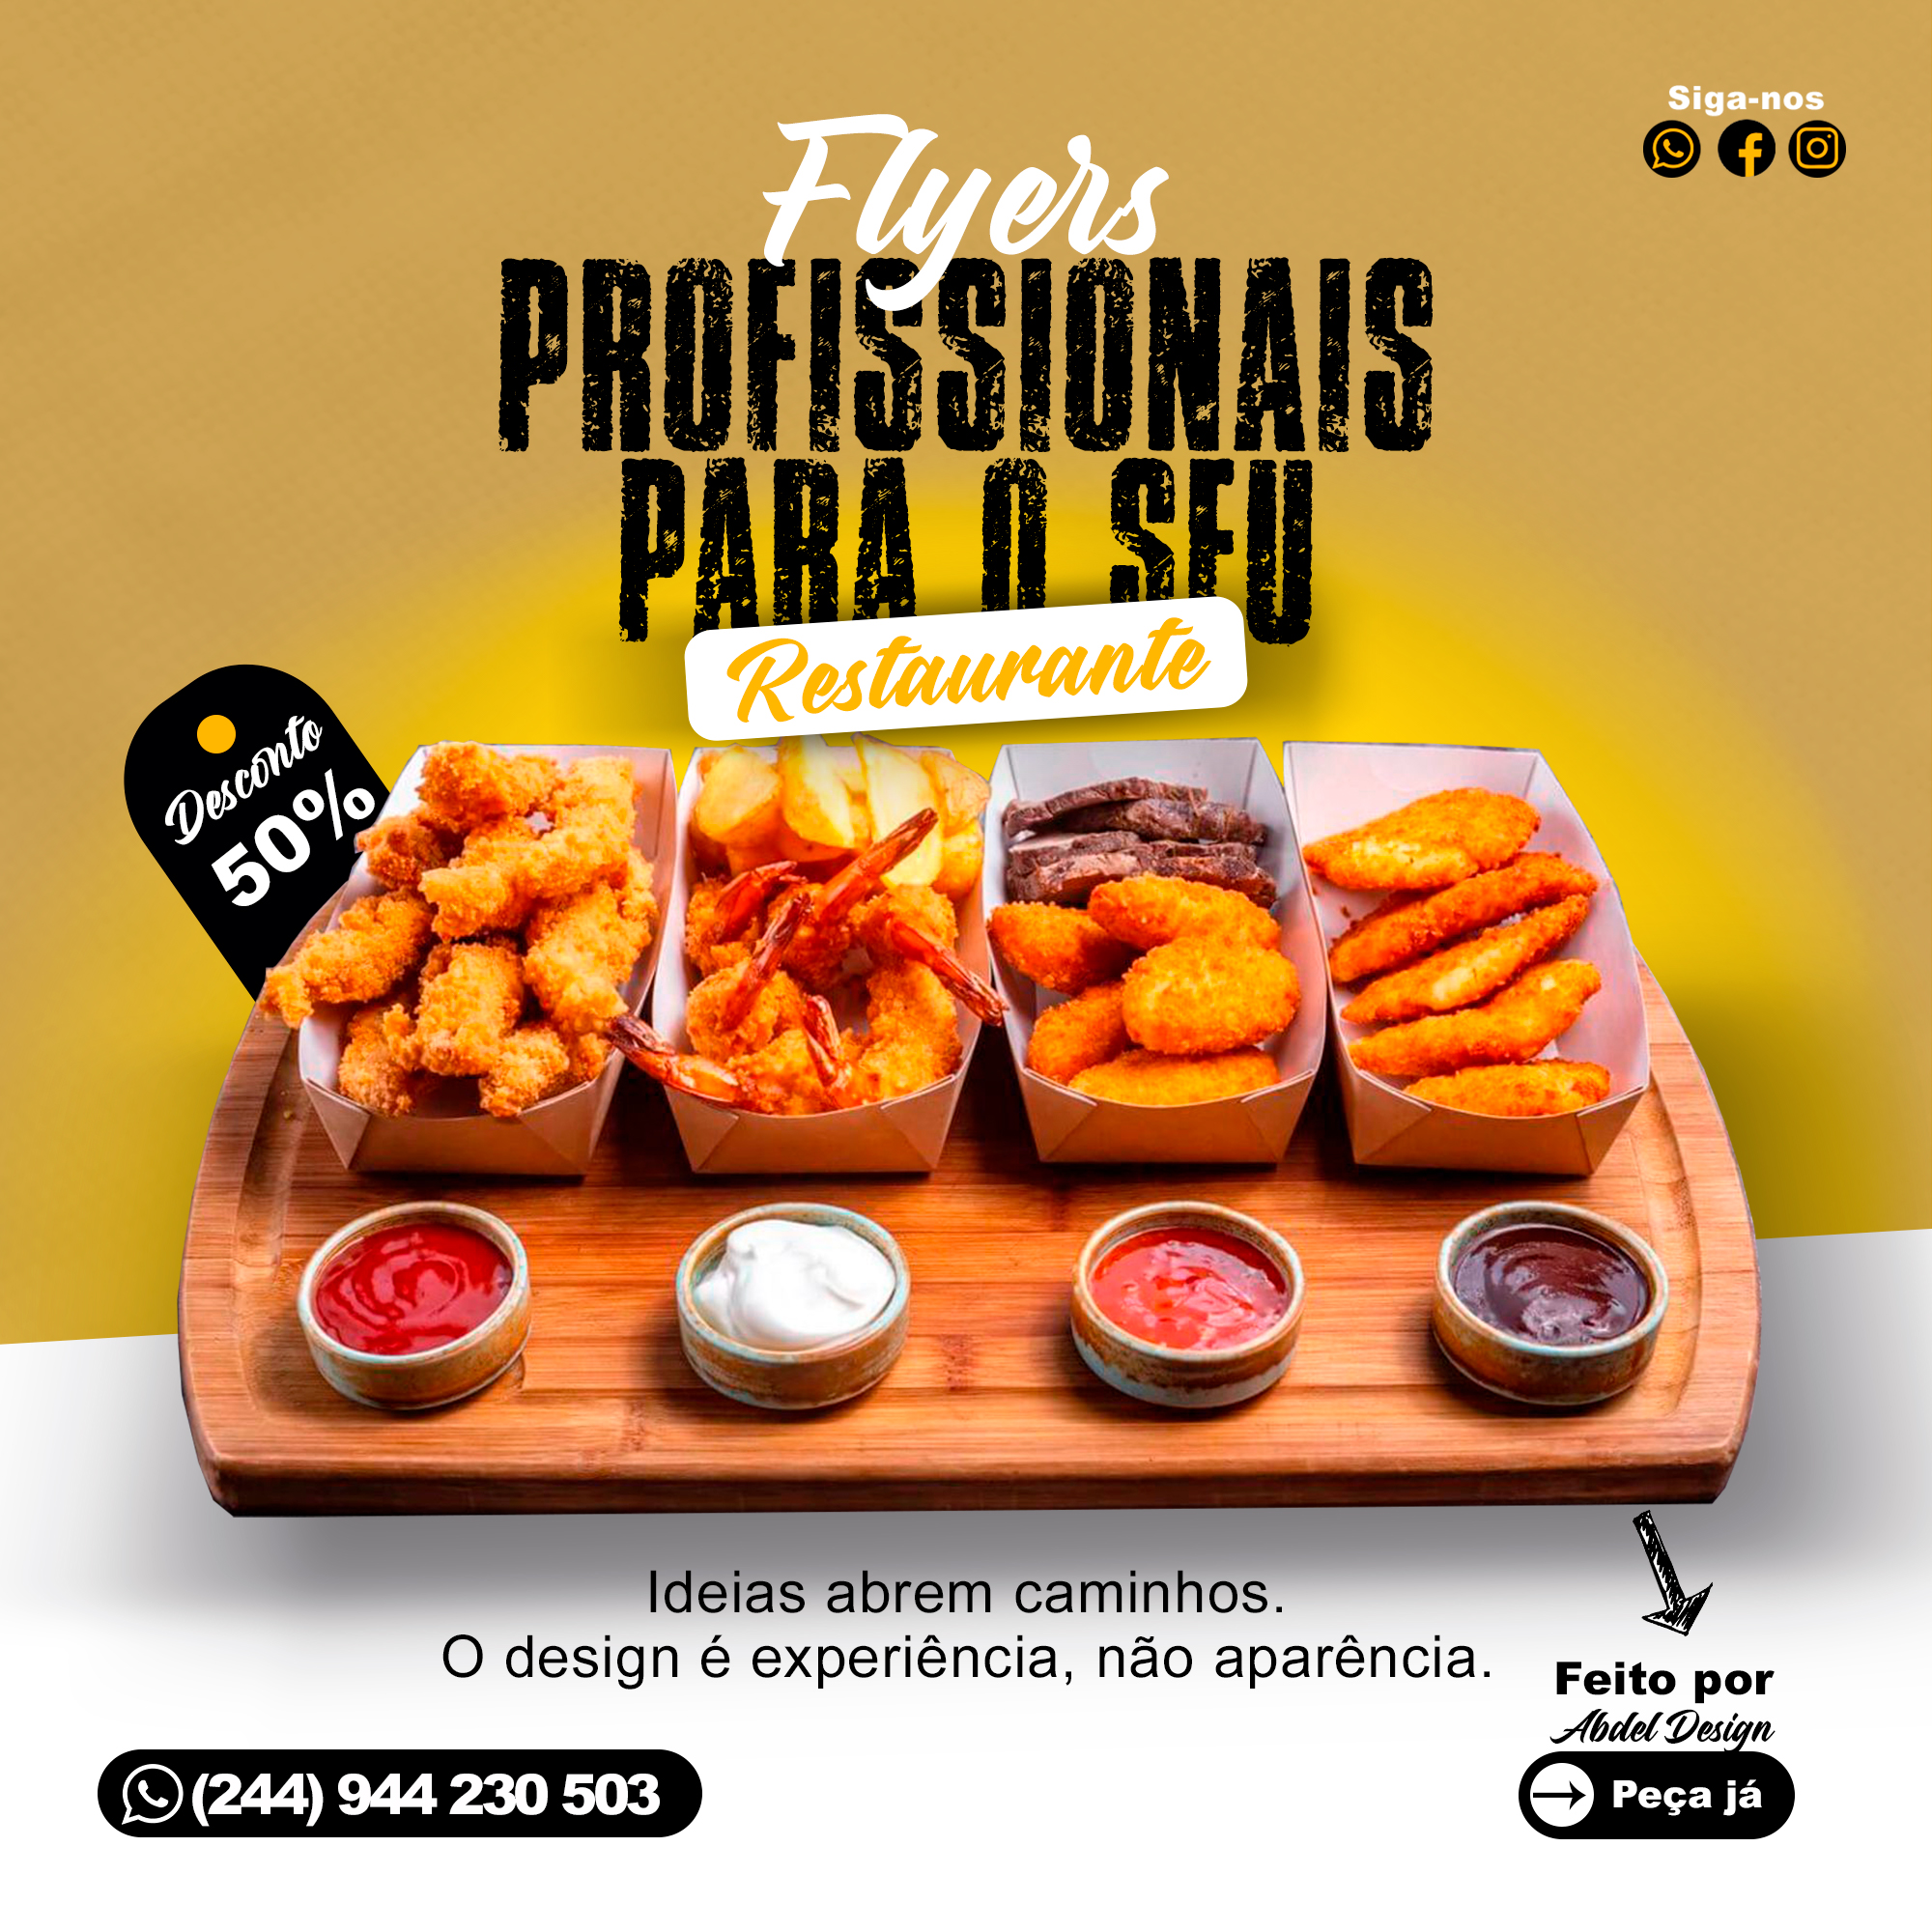 Siga-nos
Flyers
PROFISSIONAIS
PARA O SEU
Restaurante
Desconto
50%
Ideias abrem caminhos.
O design é experiência, não aparência.
Feito por
Abdel Design
(244) 944 230 503
Peça já